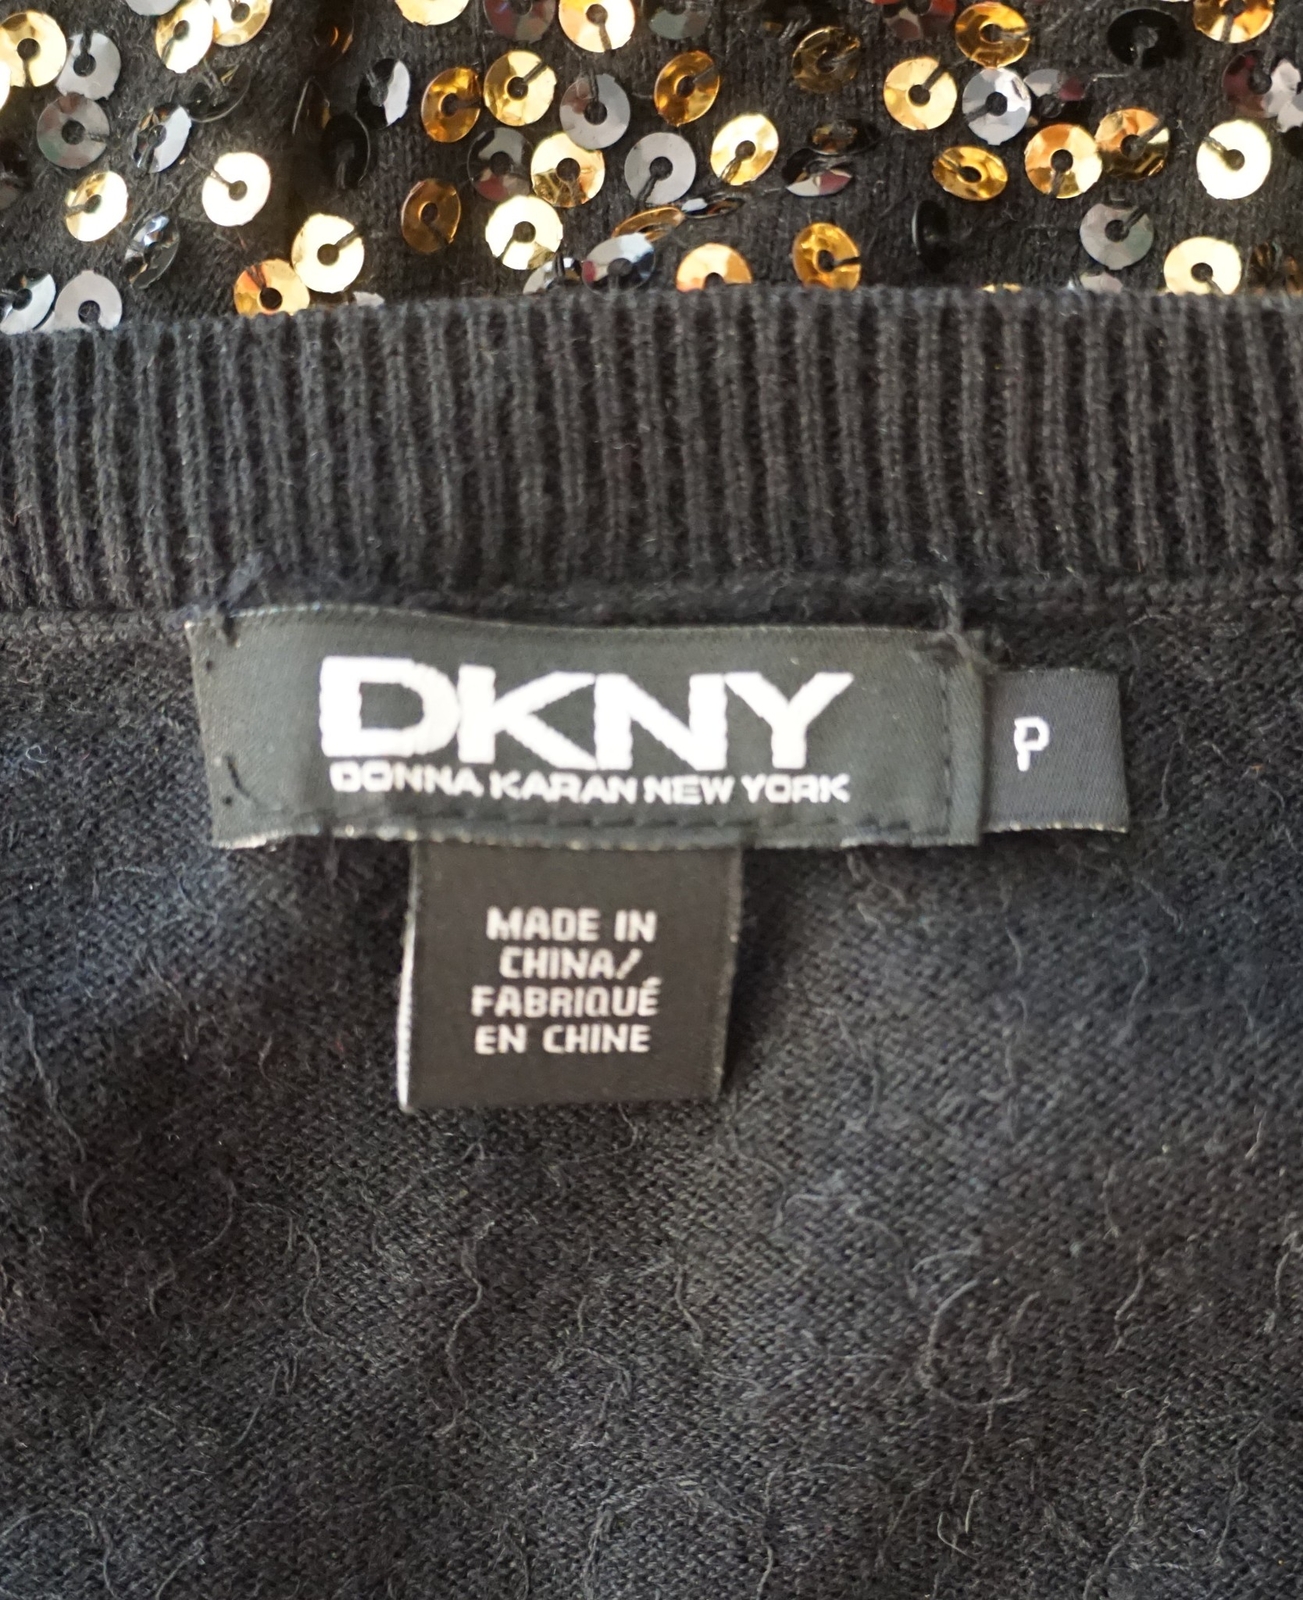 DKNY
DONNA KARAN NEW YORK
P
MADE IN
CHINA/
FABRIQUÉ
EN CHINE